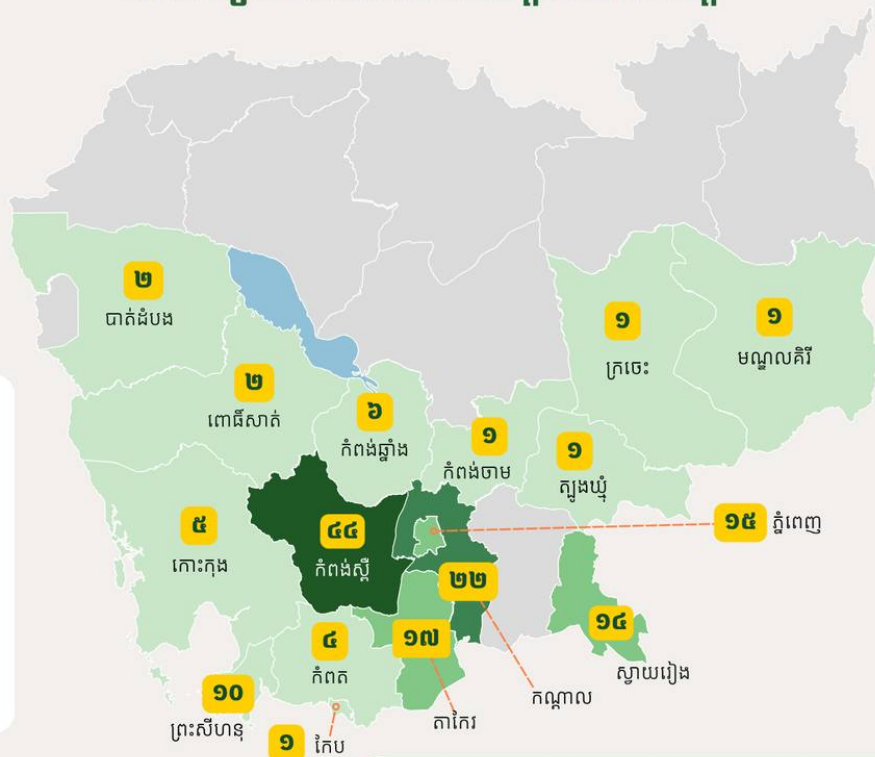 ២
បាត់ដំបង
១
ក្រចេះ
១
មណ្ឌលគិរី
២
ពោធិ៍សាត់
៦
កំពង់ឆ្នាំង
១
កំពង់ចាម
១
ត្បូងឃ្មុំ
៥
កោះកុង
៤៤
កំពង់ស្ពឺ
១៥ ភ្នំពេញ
២២
កណ្តាល
១៧
តាកែវ
១៤
ស្វាយរៀង
៤
កំពត
១០
ព្រះសីហនុ
១ កែប